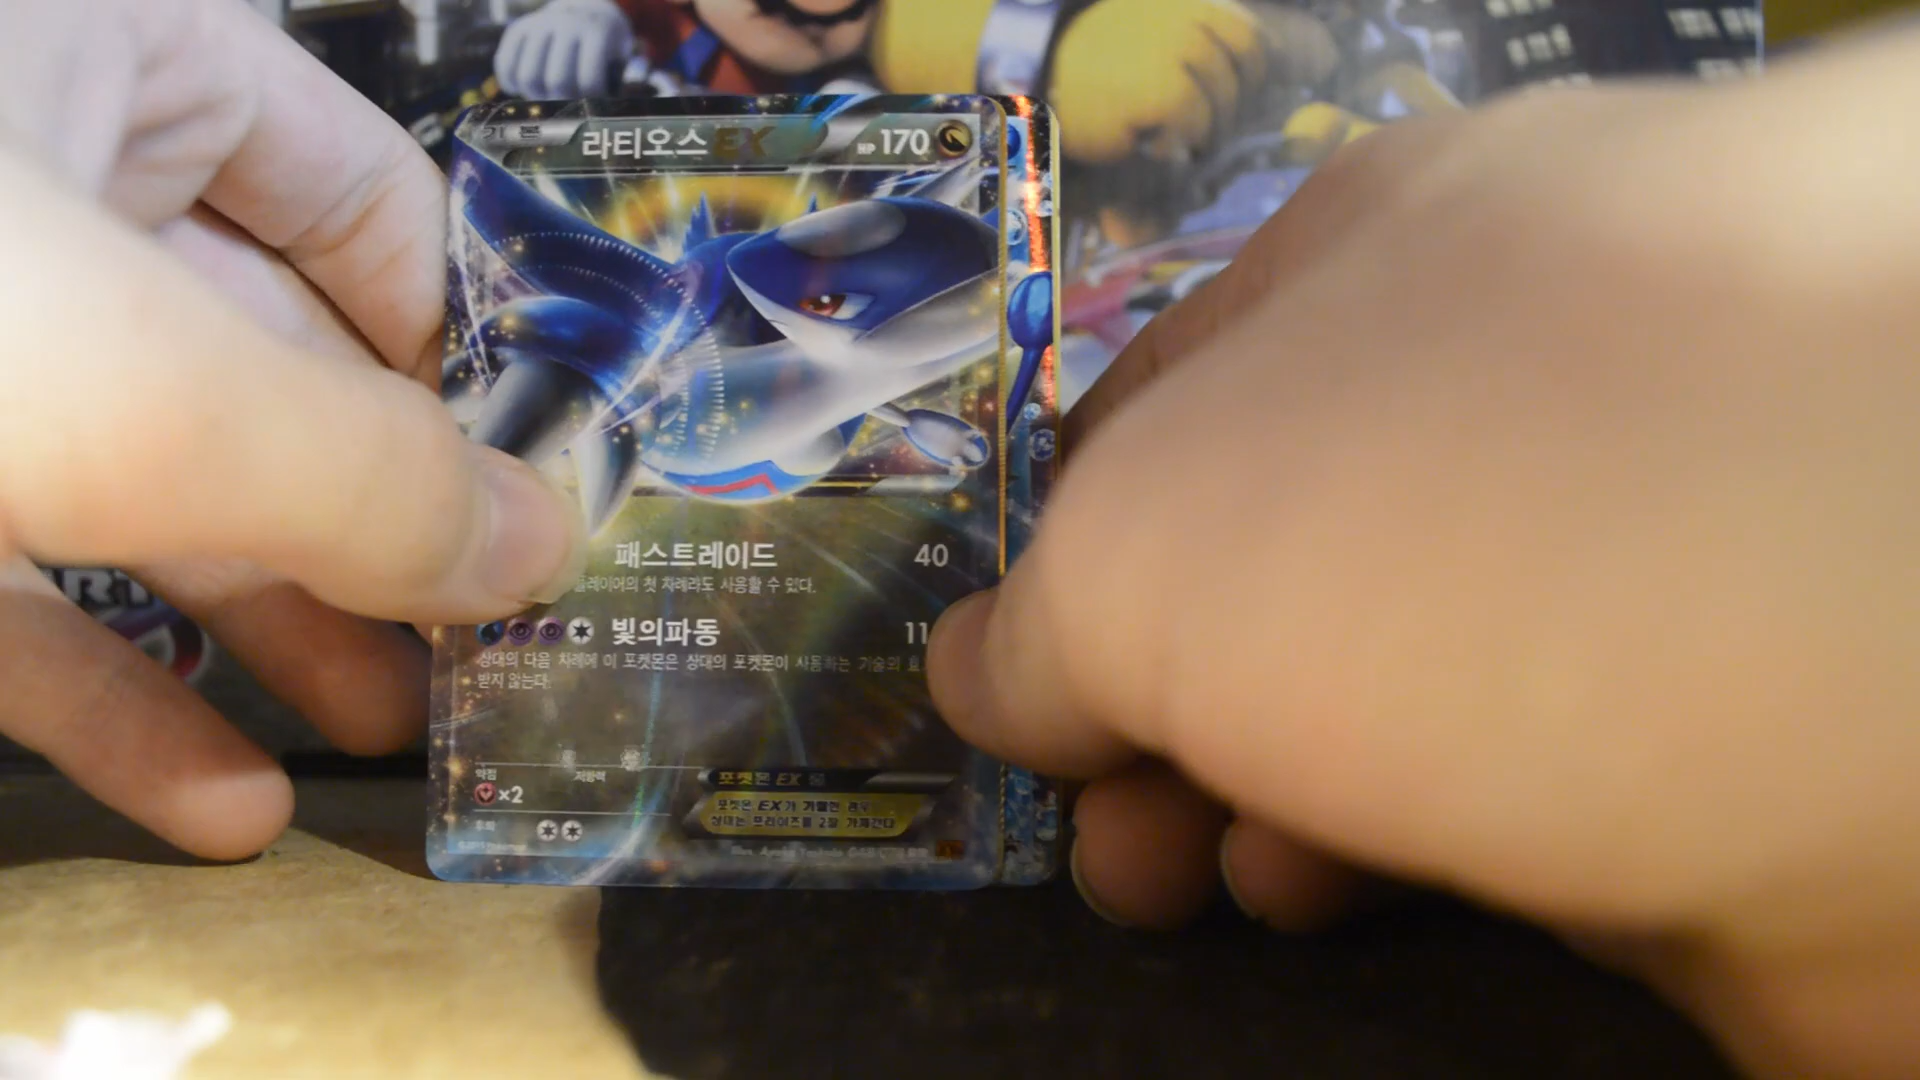 기본 라티오스 EX HP 170
패스트레이드 40
플레이어의 첫 차례라도 사용할 수 있다.
빛의파동 11
상대의 다음 차례에 이 포켓몬은 상대의 포켓몬이 사용하는 기술의
받지 않는다.
약점 저항력
×2
후퇴
포켓몬 EX 룰
포켓몬 EX가 기절한 경우
상대는 프라이즈를 2장 가져간다